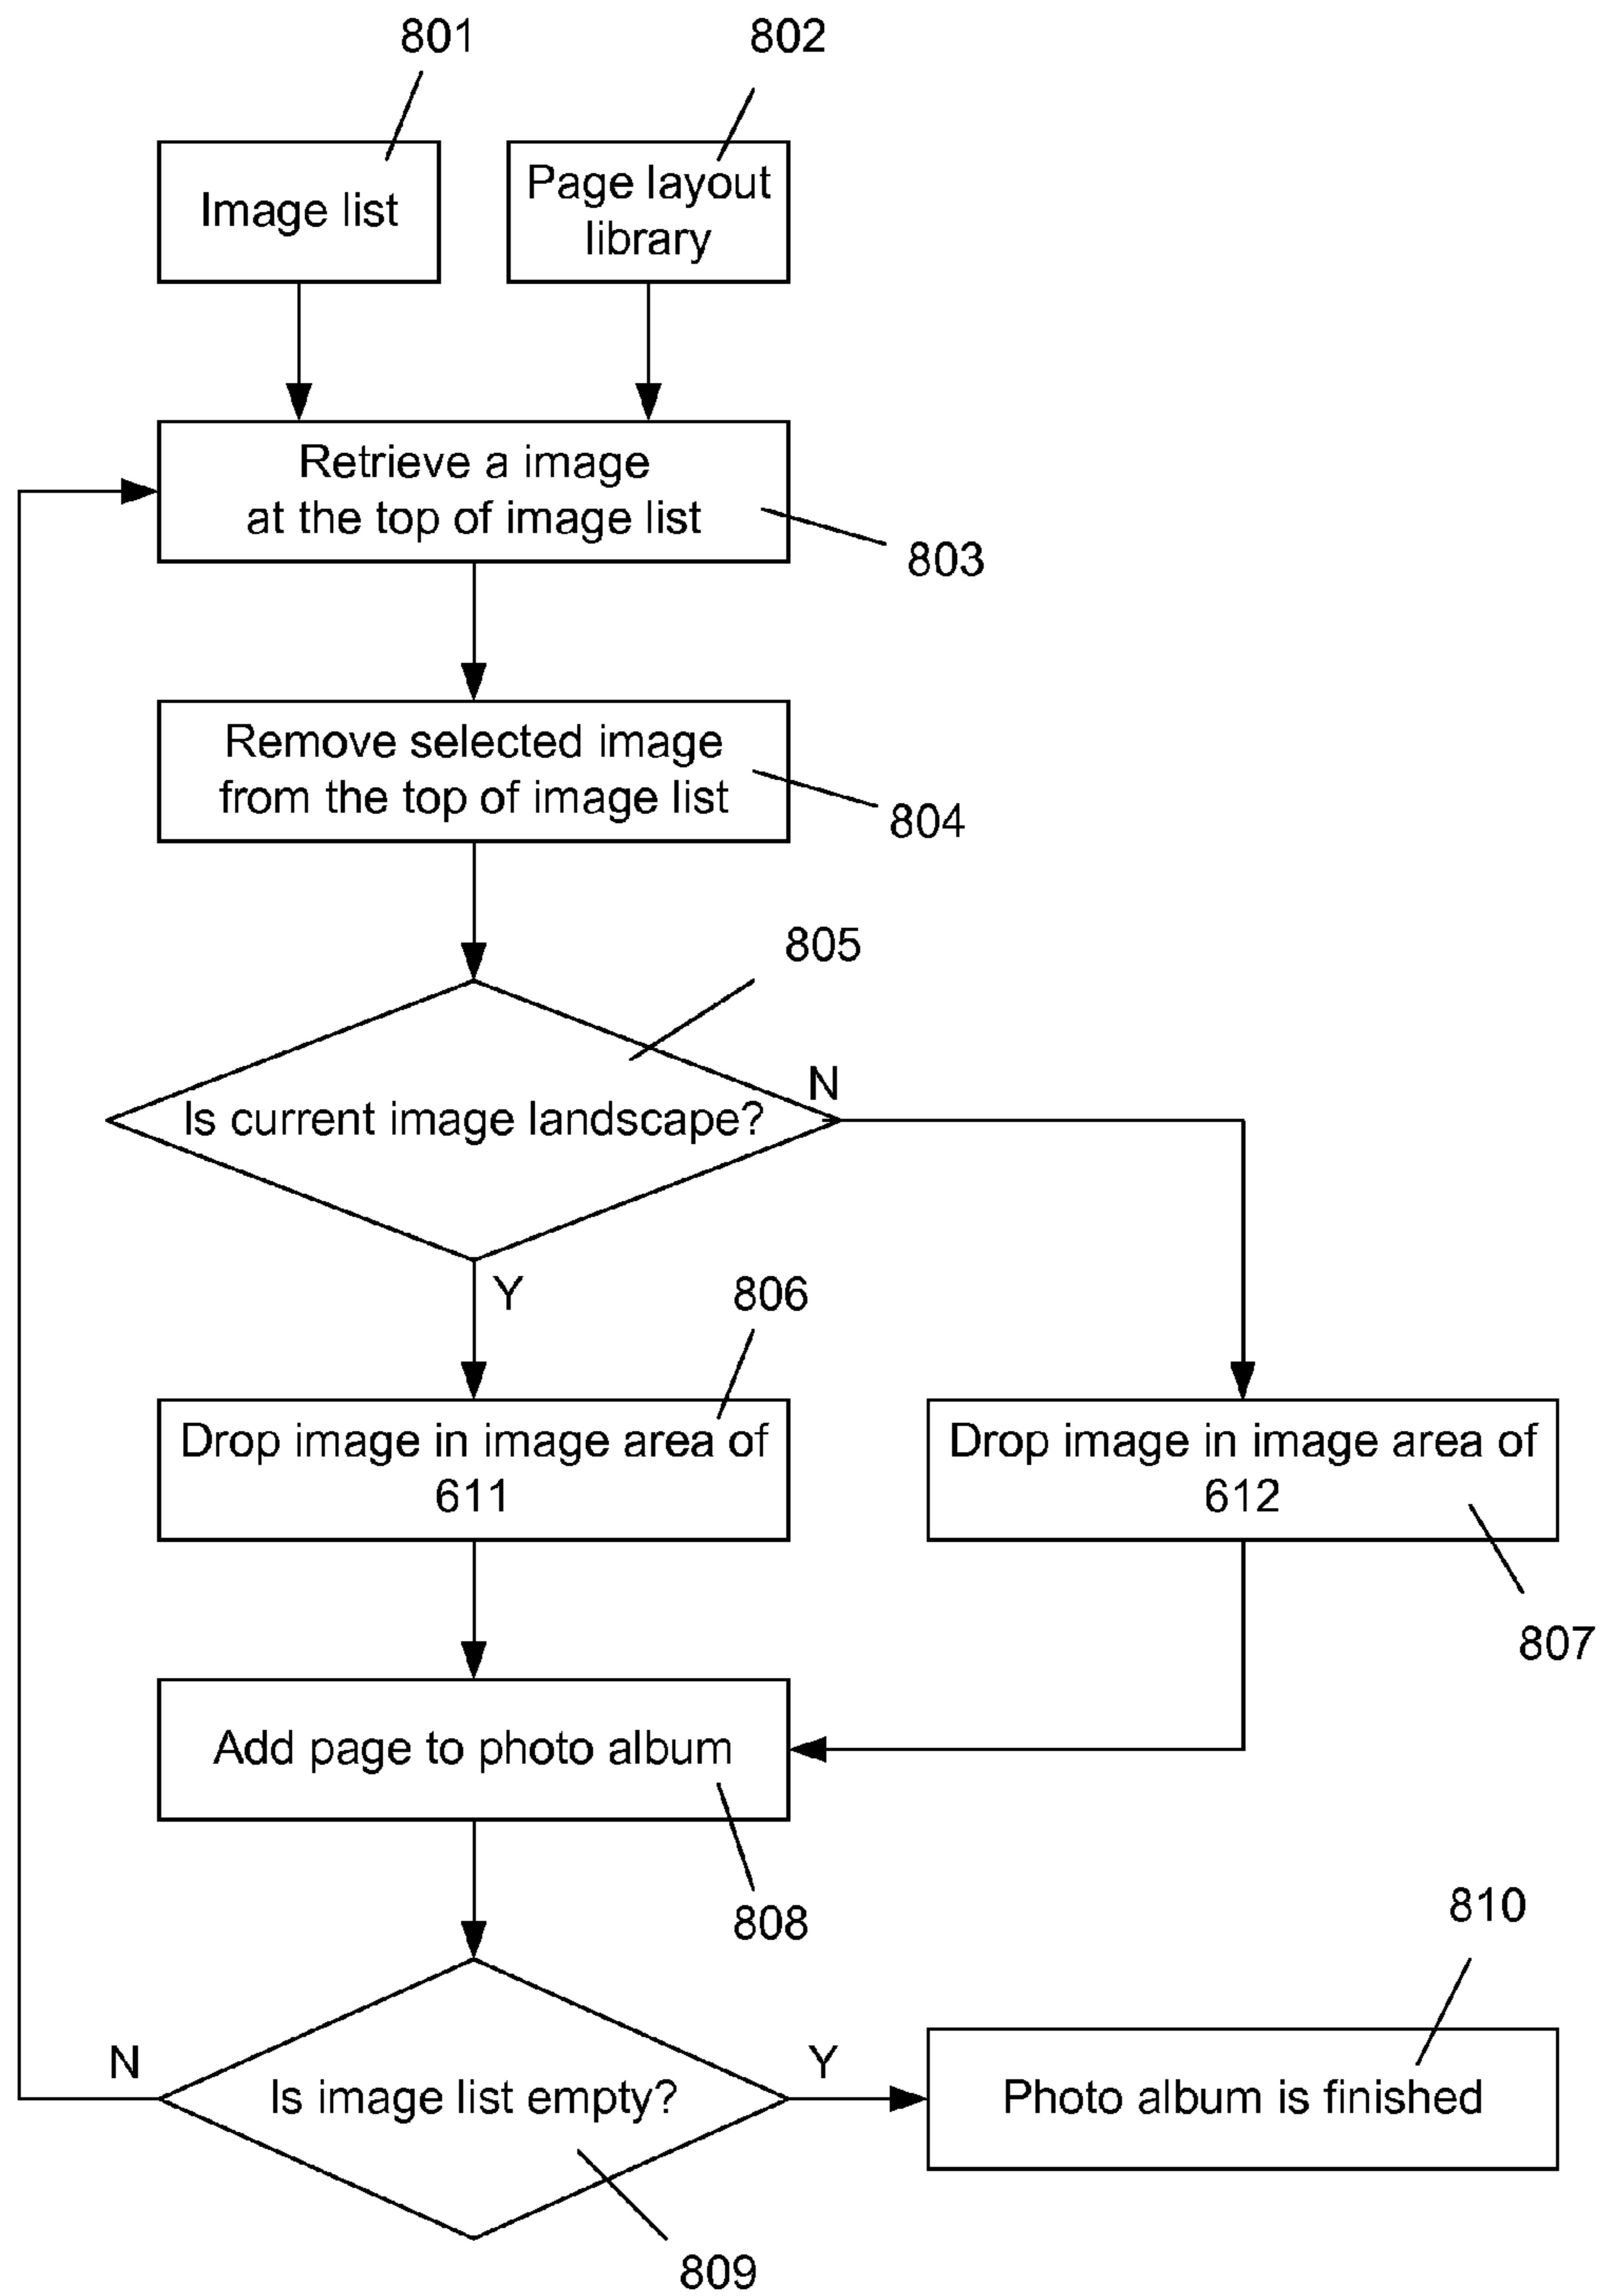 801
802
Image list
Page layout
library
Retrieve a image
at the top of image list
803
Remove selected image
from the top of image list
804
805
Is current image landscape?
N
Y
806
Drop image in image area of
611
Drop image in image area of
612
807
Add page to photo album
808
810
N
Is image list empty?
Y
Photo album is finished
809